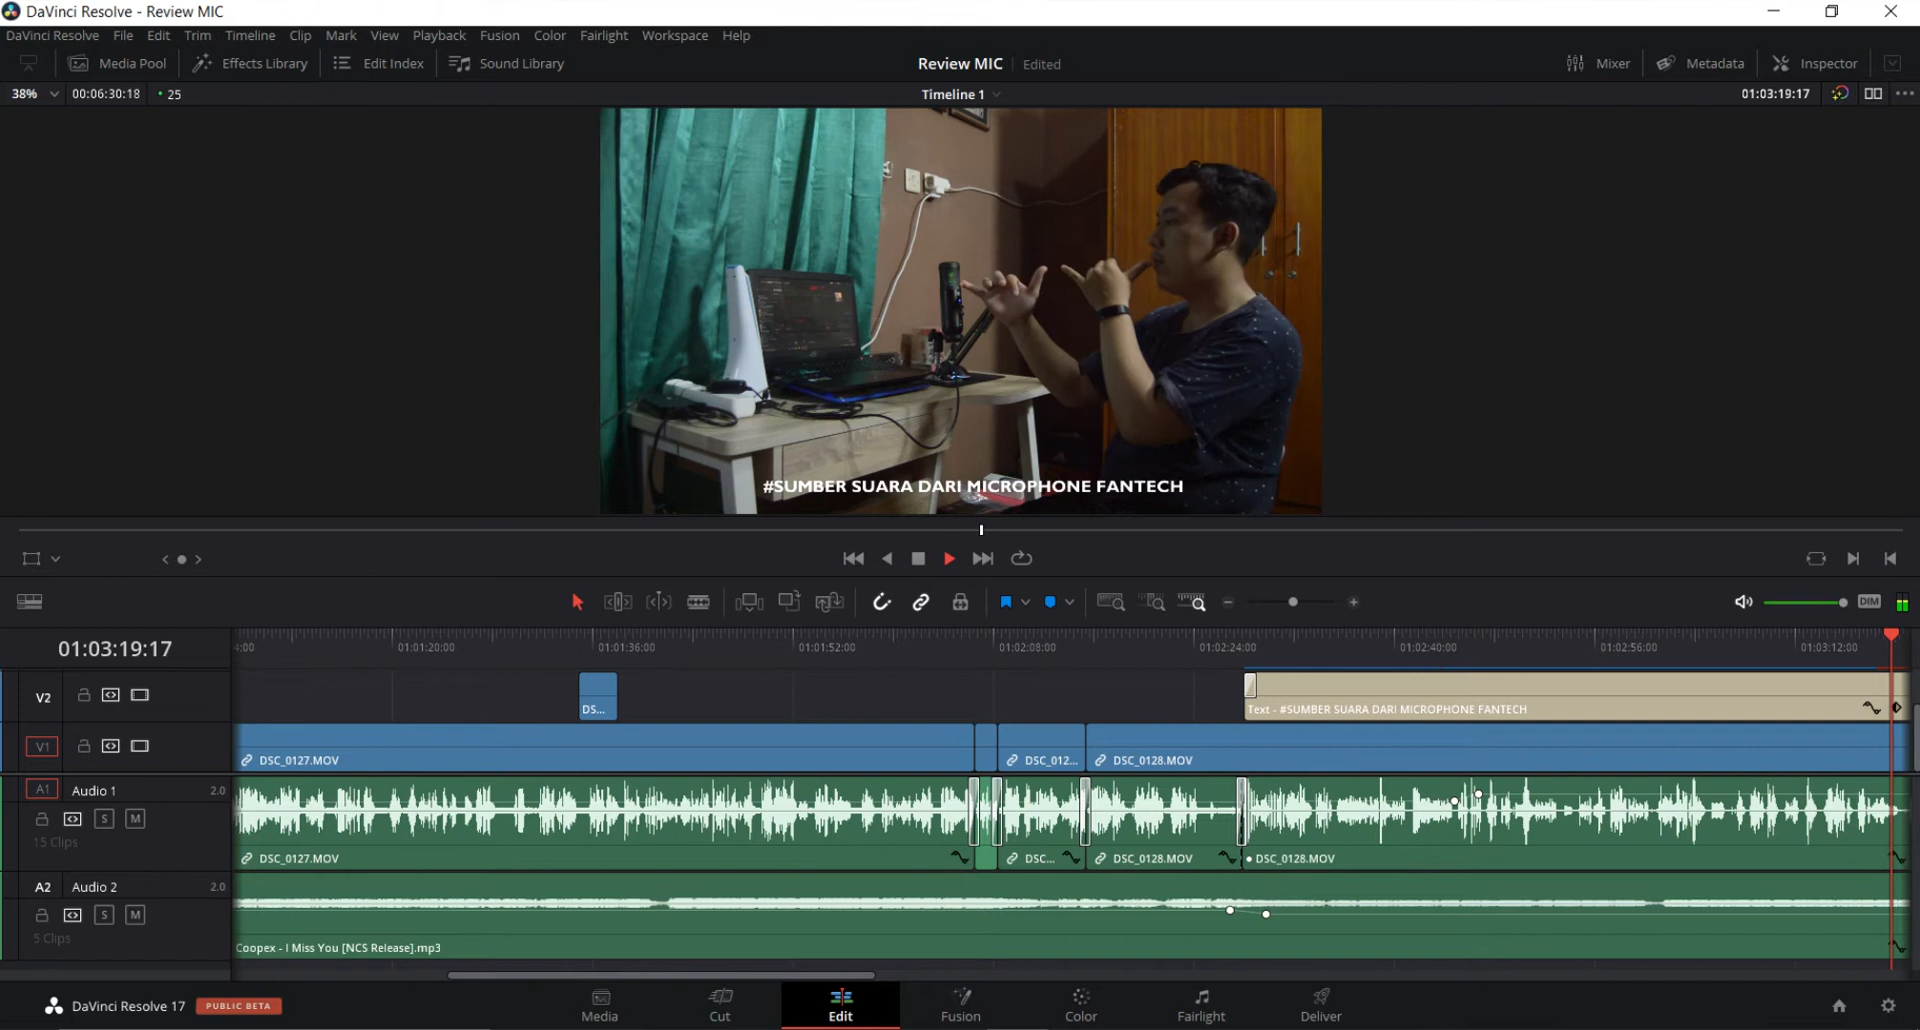 DaVinci Resolve - Review MIC
DaVinci Resolve File Edit Trim Timeline Clip Mark View Playback Fusion Color Fairlight Workspace Help
Media Pool Effects Library Edit Index Sound Library Review MIC Edited Mixer Metadata Inspector
38% 00:06:30:18 25 Timeline 1 01:03:19:17
#SUMBER SUARA DARI MICROPHONE FANTECH
DIM
01:03:19:17 4:00 01:01:20:00 01:01:36:00 01:01:52:00 01:02:08:00 01:02:24:00 01:02:40:00 01:02:56:00 01:03:12:00
V2 DS... Text - #SUMBER SUARA DARI MICROPHONE FANTECH
V1 DSC_0127.MOV DSC_012... DSC_0128.MOV
A1 Audio 1 2.0
S M
15 Clips
DSC_0127.MOV DSC... DSC_0128.MOV DSC_0128.MOV
A2 Audio 2 2.0
S M
5 Clips
Coopex - I Miss You [NCS Release].mp3
DaVinci Resolve 17 PUBLIC BETA Media Cut Edit Fusion Color Fairlight Deliver